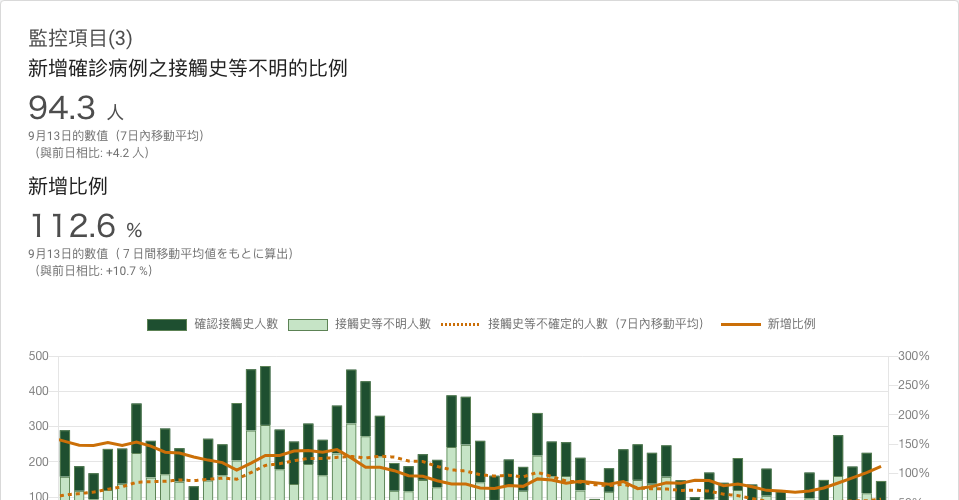 監控項目(3)
新增確診病例之接觸史等不明的比例
94.3 人
9月13日的數值（7日內移動平均）
（與前日相比: +4.2 人）
新增比例
112.6 %
9月13日的數值（７日間移動平均値をもとに算出）
（與前日相比: +10.7 %）
確認接觸史人數 接觸史等不明人數 接觸史等不確定的人數（7日內移動平均） 新增比例
500 300%
250%
400
200%
300
150%
200
100%
100